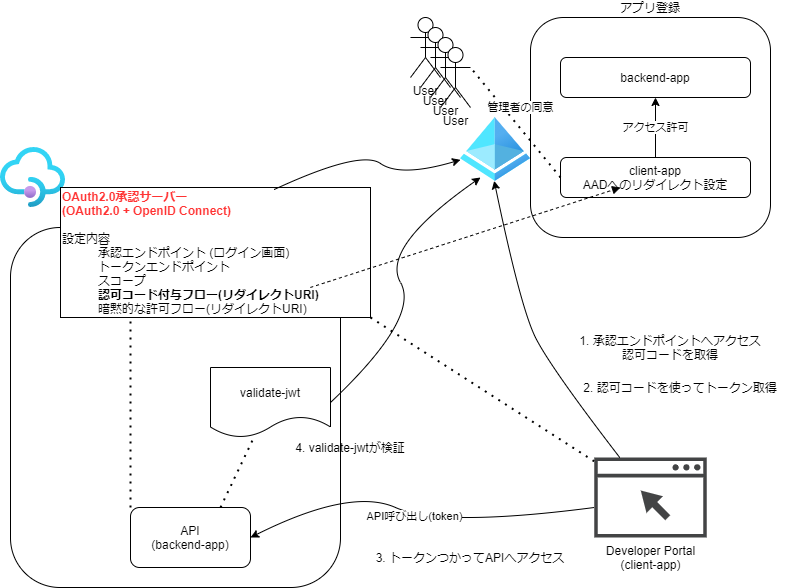 アプリ登録
backend-app
アクセス許可
client-app
AADへのリダイレクト設定
User
User
User
User
管理者の同意
OAuth2.0承認サーバー
(OAuth2.0 + OpenID Connect)
設定内容
承認エンドポイント (ログイン画面)
トークンエンドポイント
スコープ
認可コード付与フロー(リダイレクトURI)
暗黙的な許可フロー(リダイレクトURI)
validate-jwt
1. 承認エンドポイントへアクセス
認可コードを取得
2. 認可コードを使ってトークン取得
4. validate-jwtが検証
API
(backend-app)
API呼び出し(token)
3. トークンつかってAPIへアクセス
Developer Portal
(client-app)